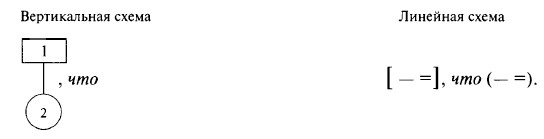 Вертикальная схема
Линейная схема
1
, что
[ — =], что (— =).
2